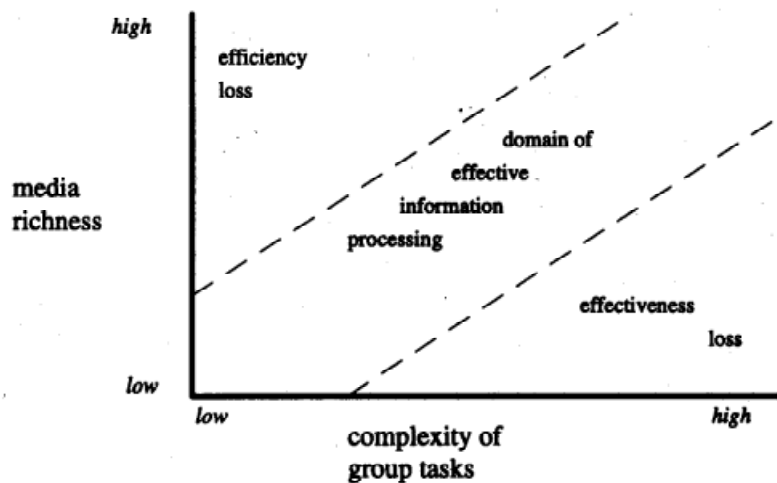 high
efficiency
loss
domain of
effective
information
processing
media
richness
effectiveness
loss
low
low
high
complexity of
group tasks